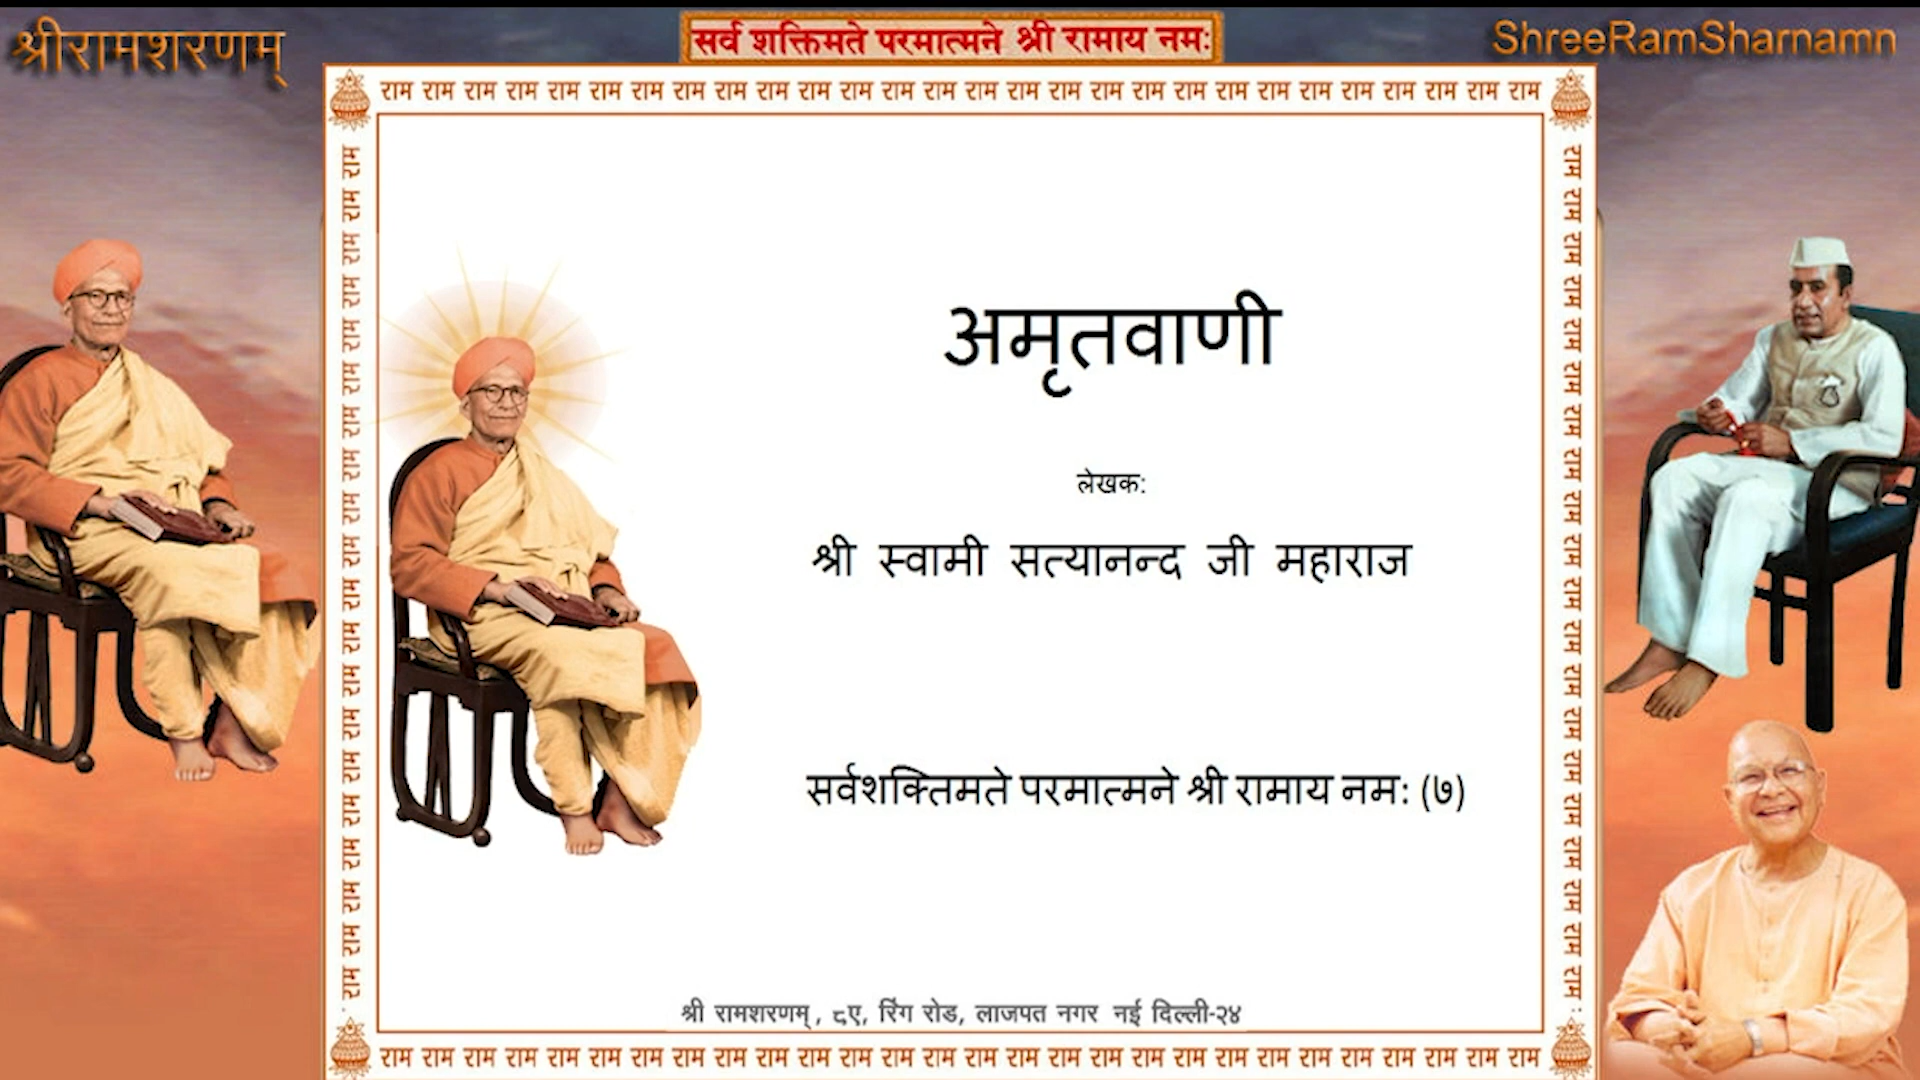 श्रीरामशरणम्
सर्व शक्तिमते परमात्मने श्री रामाय नमः
ShreeRamSharnamn
राम राम राम राम राम राम राम राम राम राम राम राम राम राम राम राम राम राम राम राम राम राम राम राम राम राम राम राम
राम राम राम राम राम राम राम राम राम राम राम राम राम राम राम राम राम राम राम राम
अमृतवाणी
लेखक:
श्री स्वामी सत्यानन्द जी महाराज
सर्वशक्तिमते परमात्मने श्री रामाय नमः (७)
श्री रामशरणम् , ८ए, रिंग रोड, लाजपत नगर नई दिल्ली-२४
राम राम राम राम राम राम राम राम राम राम राम राम राम राम राम राम राम राम राम राम
राम राम राम राम राम राम राम राम राम राम राम राम राम राम राम राम राम राम राम राम राम राम राम राम राम राम राम राम